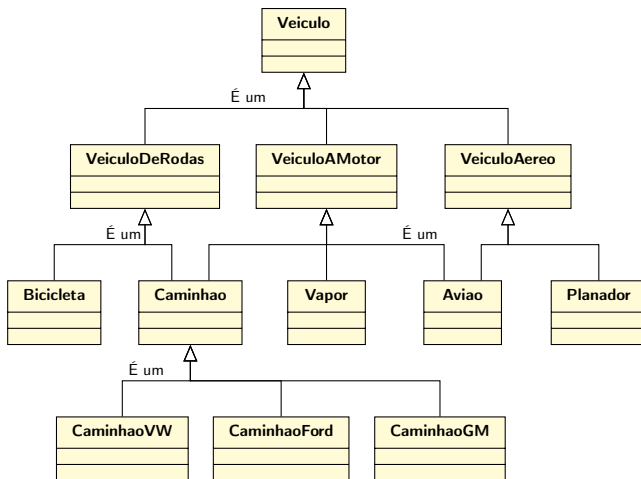 Veiculo
É um
VeiculoDeRodas
VeiculoAMotor
VeiculoAereo
É um
É um
Bicicleta
Caminhao
Vapor
Aviao
Planador
É um
CaminhaoVW
CaminhaoFord
CaminhaoGM